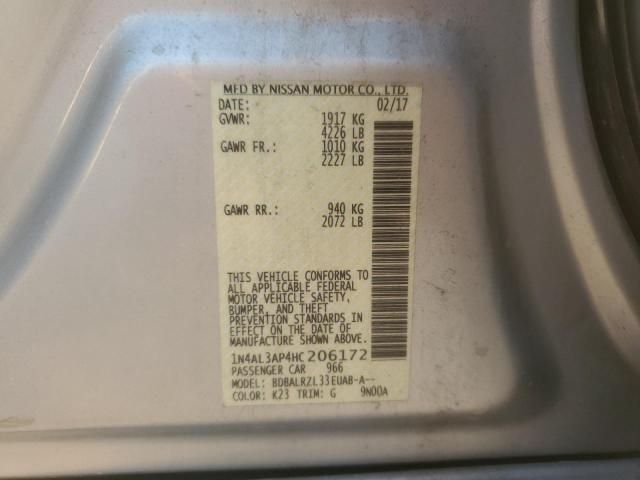 MFD BY NISSAN MOTOR CO., LTD.
DATE: 02/17
GVWR: 1917 KG
4226 LB
GAWR FR.: 1010 KG
2227 LB
GAWR RR.: 940 KG
2072 LB
THIS VEHICLE CONFORMS TO
ALL APPLICABLE FEDERAL
MOTOR VEHICLE SAFETY,
BUMPER, AND THEFT
PREVENTION STANDARDS IN
EFFECT ON THE DATE OF
MANUFACTURE SHOWN ABOVE.
1N4AL3AP4HC206172
PASSENGER CAR 966
MODEL: BDBALRZL33EUAB-A--
COLOR: K23 TRIM: G 9N00A